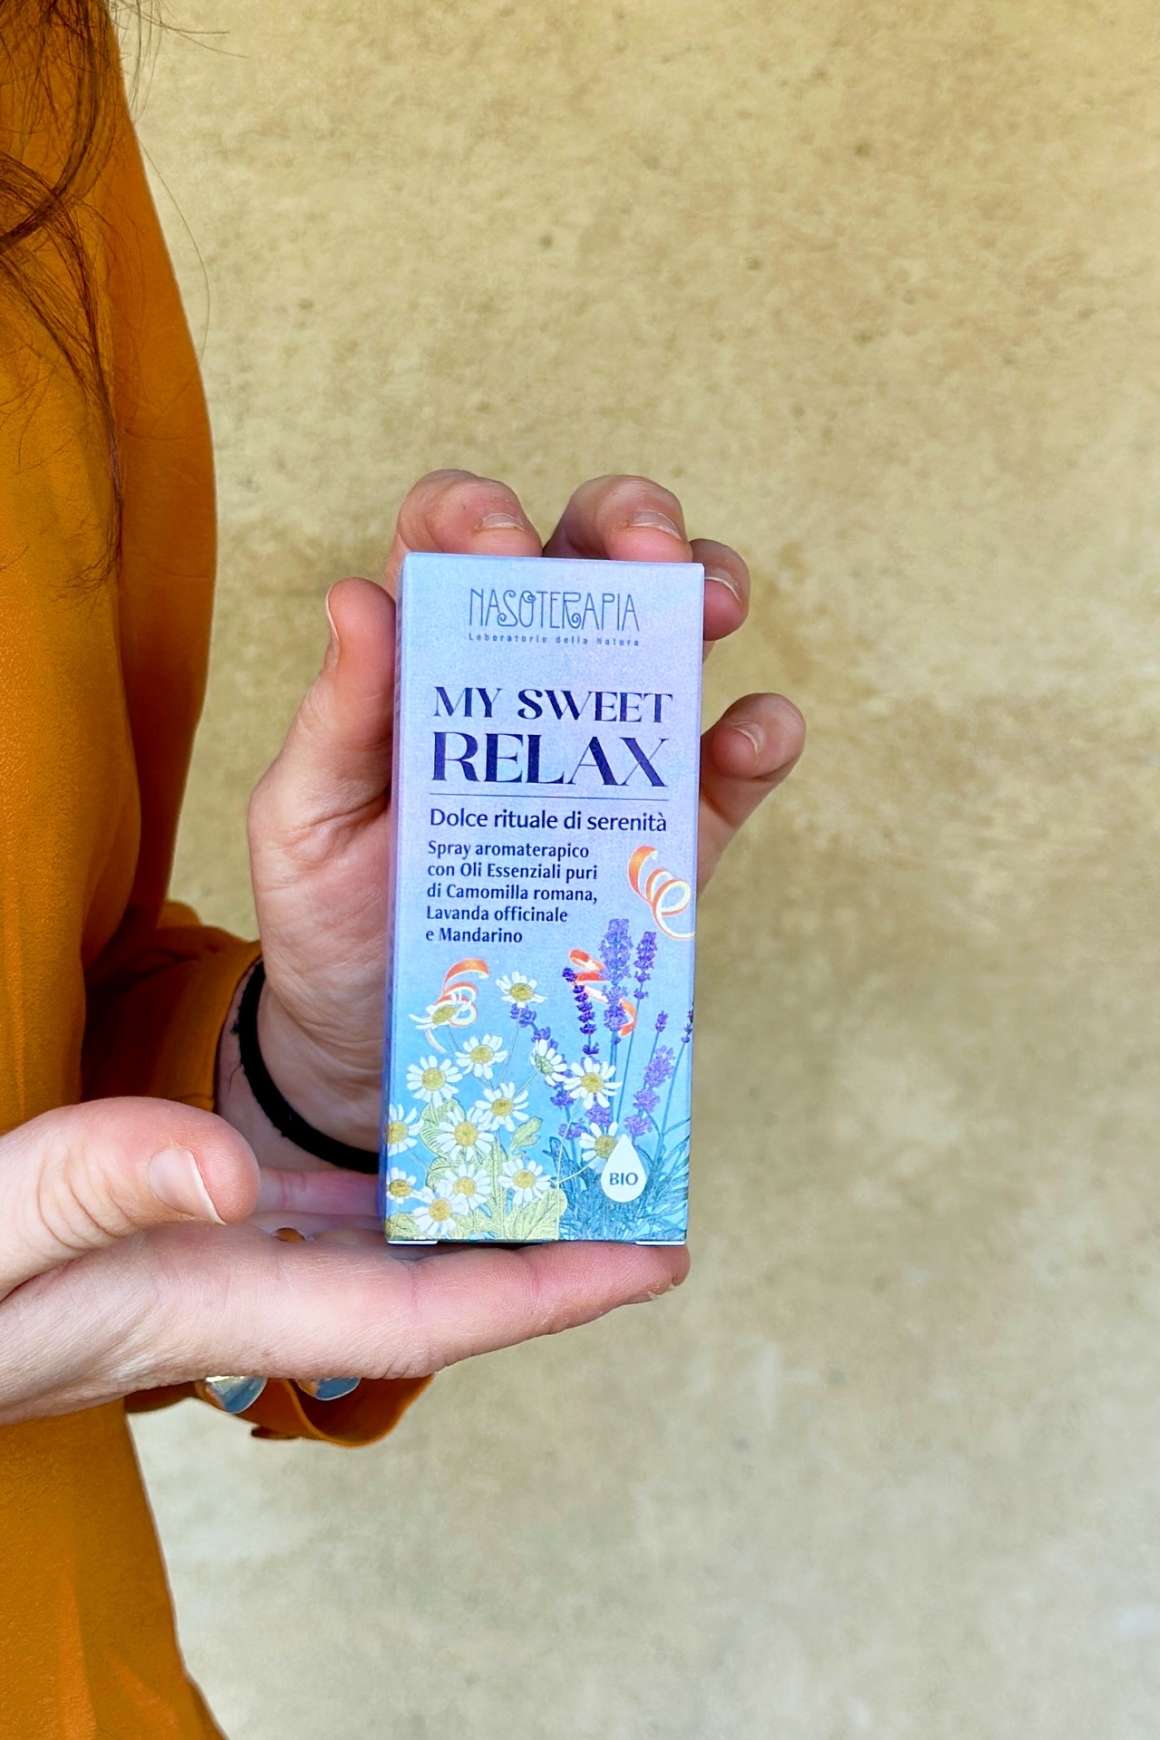 NASOTERAPIA
Laboratorio della Natura
MY SWEET
RELAX
Dolce rituale di serenità
Spray aromaterapico
con Oli Essenziali puri
di Camomilla romana,
Lavanda officinale
e Mandarino
BIO